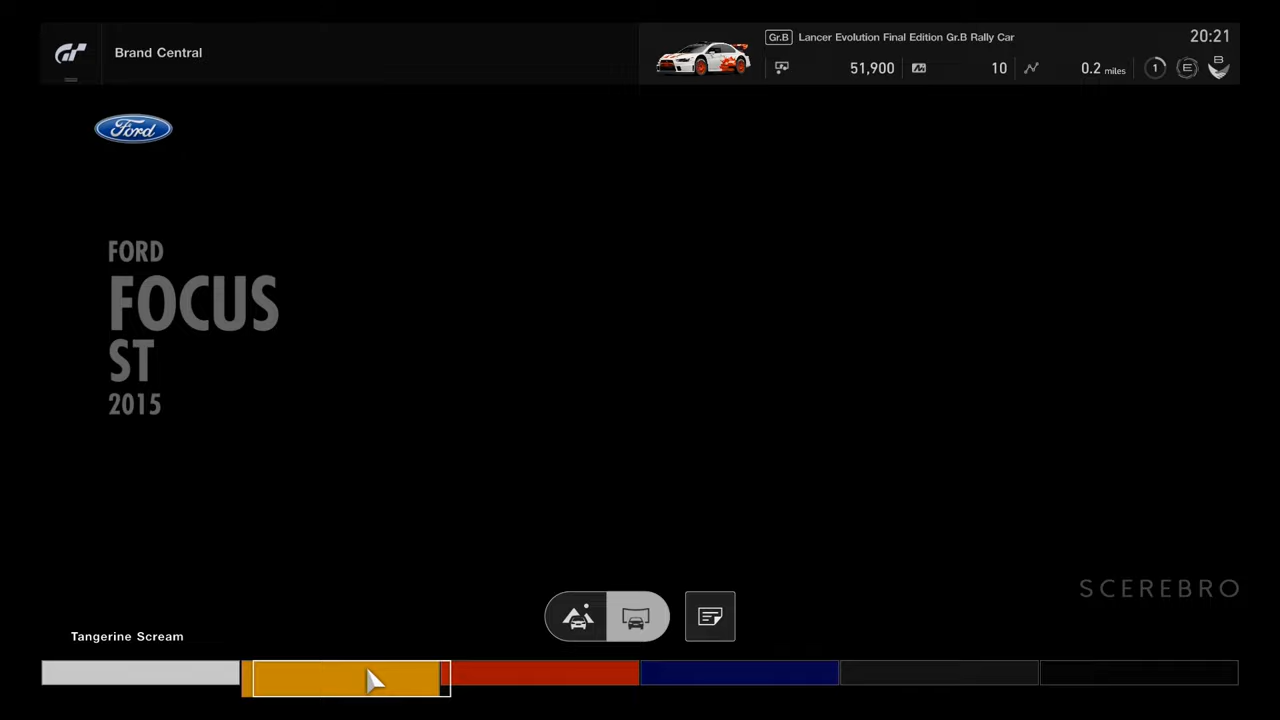 Brand Central
Gr.B Lancer Evolution Final Edition Gr.B Rally Car
20:21
51,900
10
0.2 miles
1
E
B
Ford
FORD
FOCUS
ST
2015
SCEREBRO
Tangerine Scream